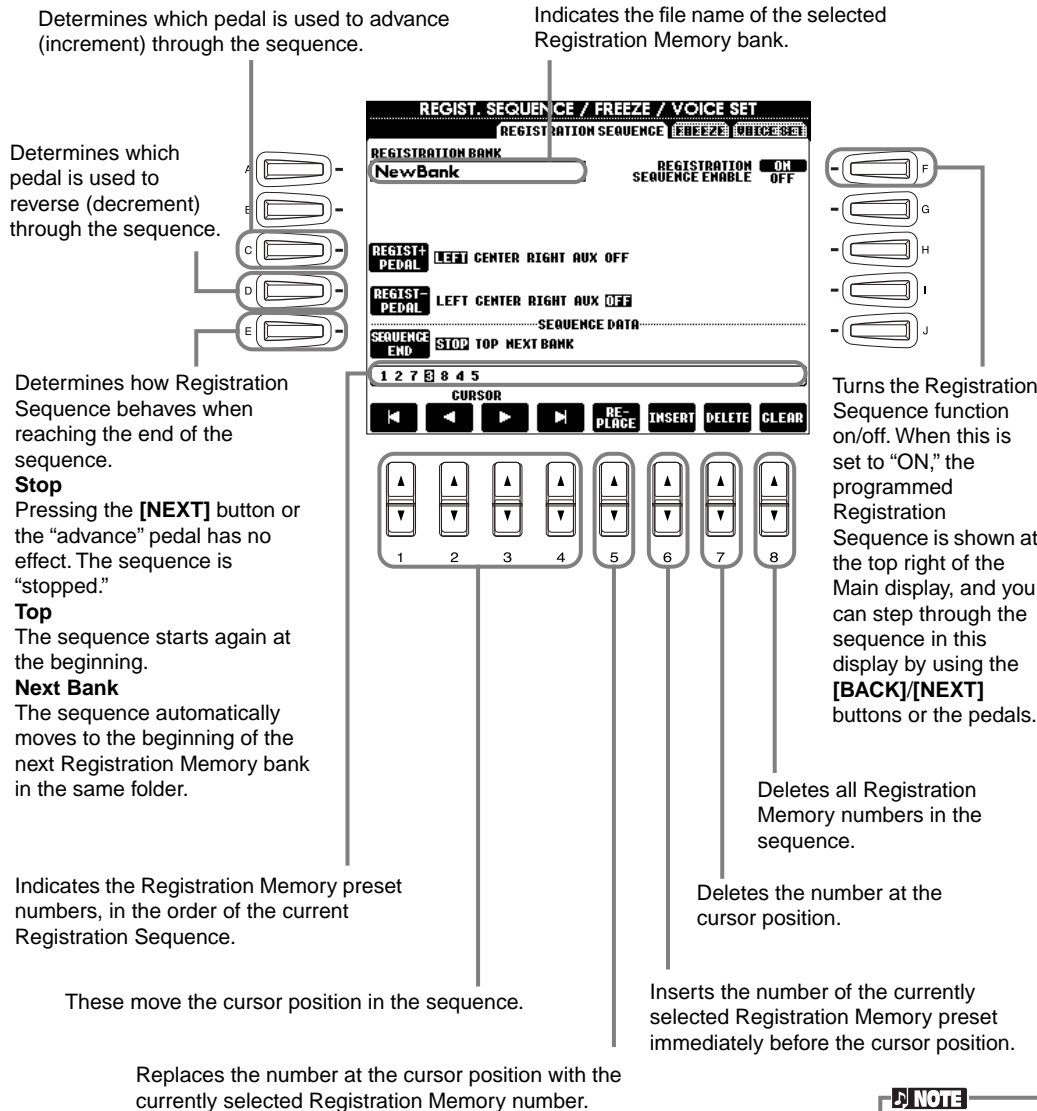 Determines which pedal is used to advance
(increment) through the sequence.
Indicates the file name of the selected
Registration Memory bank.
Determines which
pedal is used to
reverse (decrement)
through the sequence.
A
B
C
D
E
REGIST. SEQUENCE / FREEZE / VOICE SET
REGISTRATION SEQUENCE FREEZE VOICE SET
REGISTRATION BANK
NewBank
REGISTRATION ON
SEQUENCE ENABLE OFF
REGIST+
PEDAL
LEFT CENTER RIGHT AUX OFF
REGIST-
PEDAL
LEFT CENTER RIGHT AUX OFF
SEQUENCE DATA
SEQUENCE
END
STOP TOP NEXT BANK
1 2 7 3 8 4 5
CURSOR
RE-
PLACE
INSERT
DELETE
CLEAR
F
G
H
I
J
1 2 3 4 5 6 7 8
Determines how Registration
Sequence behaves when
reaching the end of the
sequence.
Stop
Pressing the [NEXT] button or
the “advance” pedal has no
effect. The sequence is
“stopped.”
Top
The sequence starts again at
the beginning.
Next Bank
The sequence automatically
moves to the beginning of the
next Registration Memory bank
in the same folder.
Turns the Registration
Sequence function
on/off. When this is
set to “ON,” the
programmed
Registration
Sequence is shown at
the top right of the
Main display, and you
can step through the
sequence in this
display by using the
[BACK]/[NEXT]
buttons or the pedals.
Deletes all Registration
Memory numbers in the
sequence.
Indicates the Registration Memory preset
numbers, in the order of the current
Registration Sequence.
Deletes the number at the
cursor position.
These move the cursor position in the sequence.
Inserts the number of the currently
selected Registration Memory preset
immediately before the cursor position.
Replaces the number at the cursor position with the
currently selected Registration Memory number.
NOTE